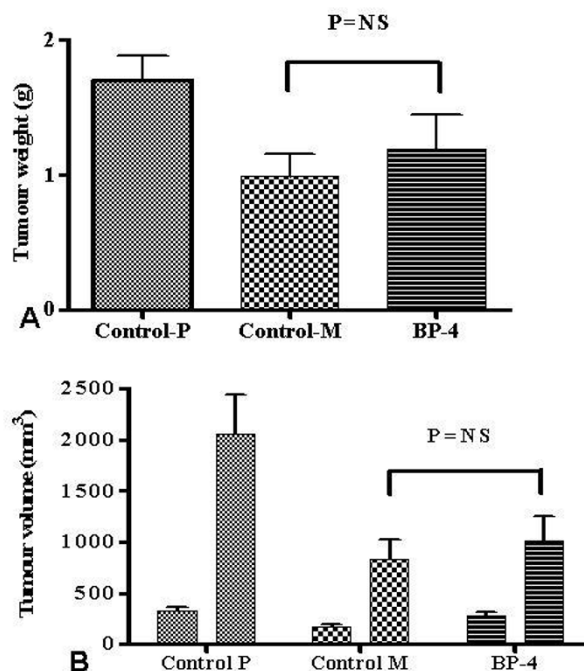 P=NS
Tumour weight (g)
2
1
0
A
Control-P Control-M BP-4
P=NS
Tumour volume (mm³)
2500
2000
1500
1000
500
0
B
Control P Control M BP-4